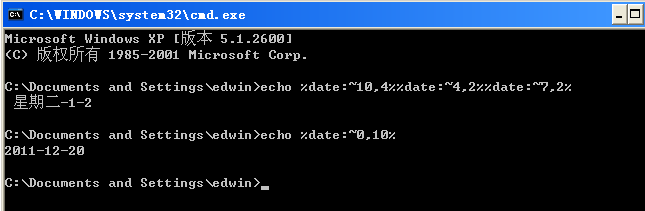 C:\WINDOWS\system32\cmd.exe
Microsoft Windows XP [版本 5.1.2600]
(C) 版权所有 1985-2001 Microsoft Corp.
C:\Documents and Settings\edwin>echo %date:~10,4%%date:~4,2%%date:~7,2%
 星期二-1-2
C:\Documents and Settings\edwin>echo %date:~0,10%
2011-12-20
C:\Documents and Settings\edwin>_